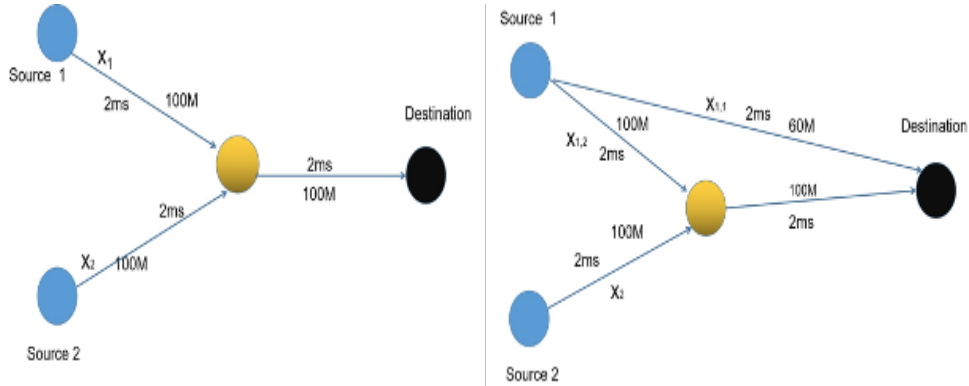 Source 1
X1
100M
2ms
Destination
2ms
100M
2ms
X2
100M
Source 2
Source 1
X1,1
2ms
60M
Destination
100M
X1,2
2ms
100M
2ms
100M
2ms
X2
Source 2